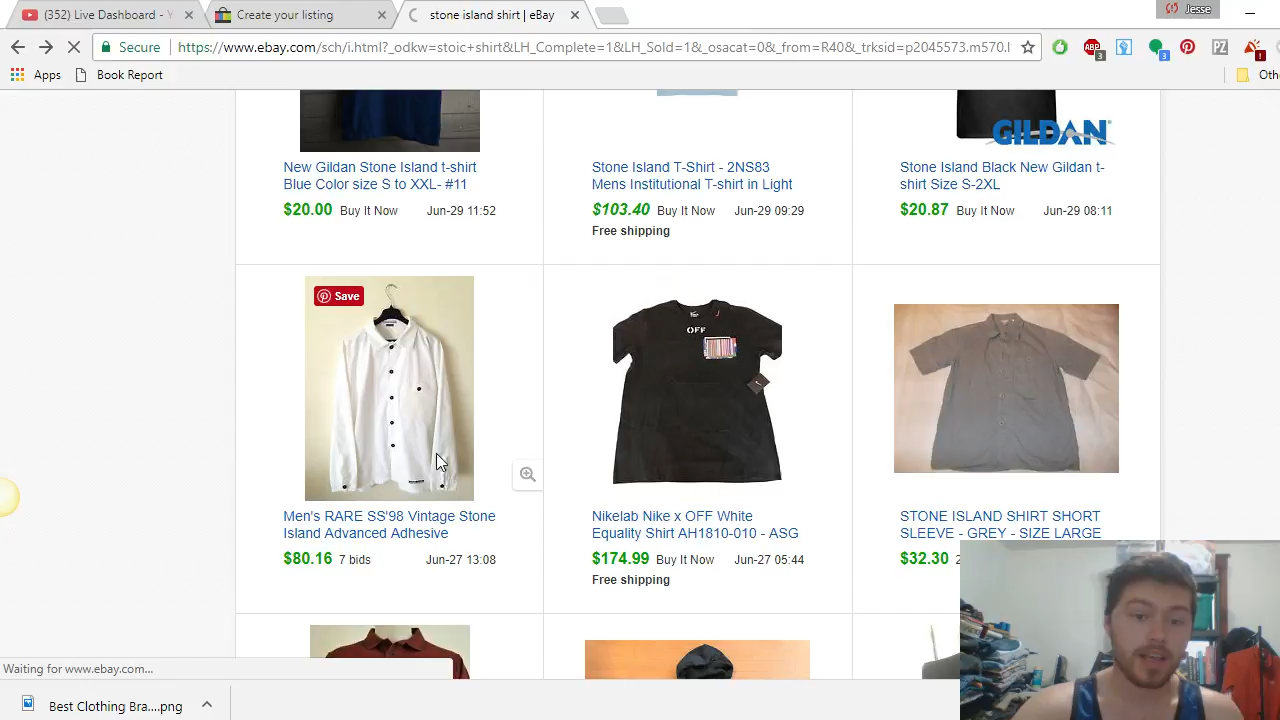 (352) Live Dashboard - Y
Create your listing
stone island shirt | eBay
Jesse
Secure
https://www.ebay.com/sch/i.html?_odkw=stoic+shirt&LH_Complete=1&LH_Sold=1&_osacat=0&_from=R40&_trksid=p2045573.m570.l
ABP
3
3
PZ
!
Apps
Book Report
Othe
GILDAN
New Gildan Stone Island t-shirt
Blue Color size S to XXL- #11
$20.00 Buy It Now Jun-29 11:52
Stone Island T-Shirt - 2NS83
Mens Institutional T-shirt in Light
$103.40 Buy It Now Jun-29 09:29
Free shipping
Stone Island Black New Gildan t-
shirt Size S-2XL
$20.87 Buy It Now Jun-29 08:11
Save
OFF
Men's RARE SS'98 Vintage Stone
Island Advanced Adhesive
$80.16 7 bids Jun-27 13:08
Nikelab Nike x OFF White
Equality Shirt AH1810-010 - ASG
$174.99 Buy It Now Jun-27 05:44
Free shipping
STONE ISLAND SHIRT SHORT
SLEEVE - GREY - SIZE LARGE
$32.30 2
Waiting for www.ebay.com...
Best Clothing Bra....png